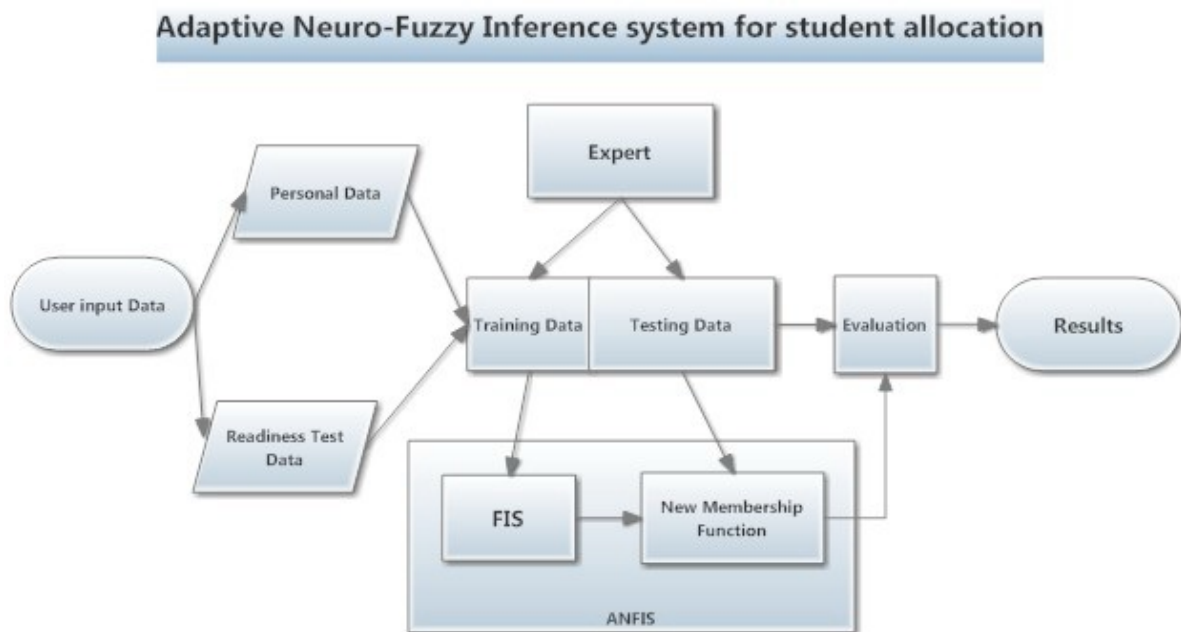 Adaptive Neuro-Fuzzy Inference system for student allocation
Expert
Personal Data
User input Data
Training Data
Testing Data
Evaluation
Results
Readiness Test
Data
FIS
New Membership
Function
ANFIS